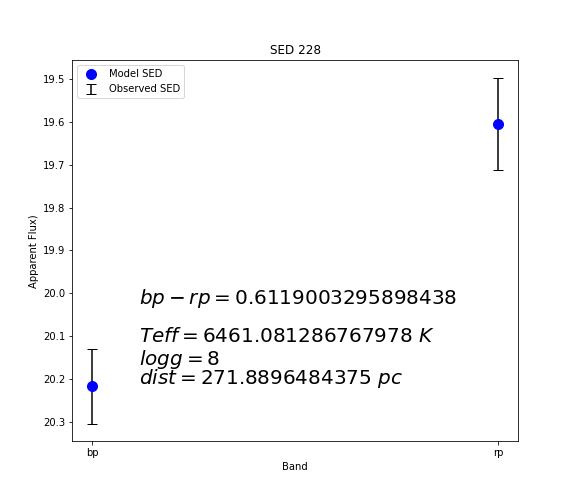 SED 228
Model SED
Observed SED
19.5
19.6
19.7
19.8
19.9
20.0
20.1
20.2
20.3
Apparent Flux)
bp − rp = 0.6119003295898438
Teff = 6461.081286767978 K
logg = 8
dist = 271.8896484375 pc
bp
rp
Band